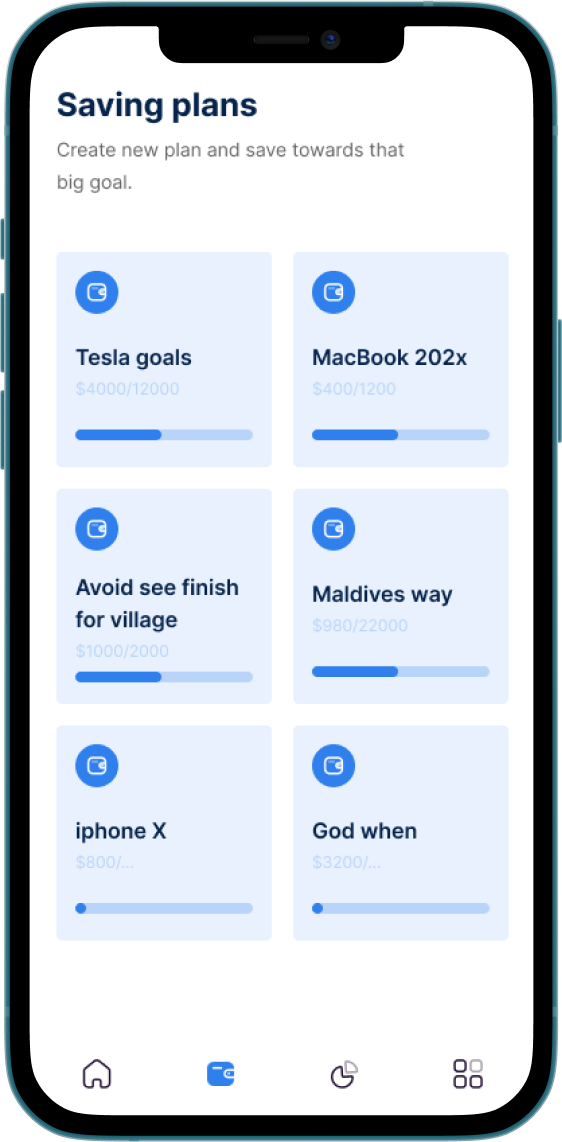 Saving plans
Create new plan and save towards that
big goal.
Tesla goals
$4000/12000
MacBook 202x
$400/1200
Avoid see finish
for village
$1000/2000
Maldives way
$980/22000
iphone X
$800/...
God when
$3200/...